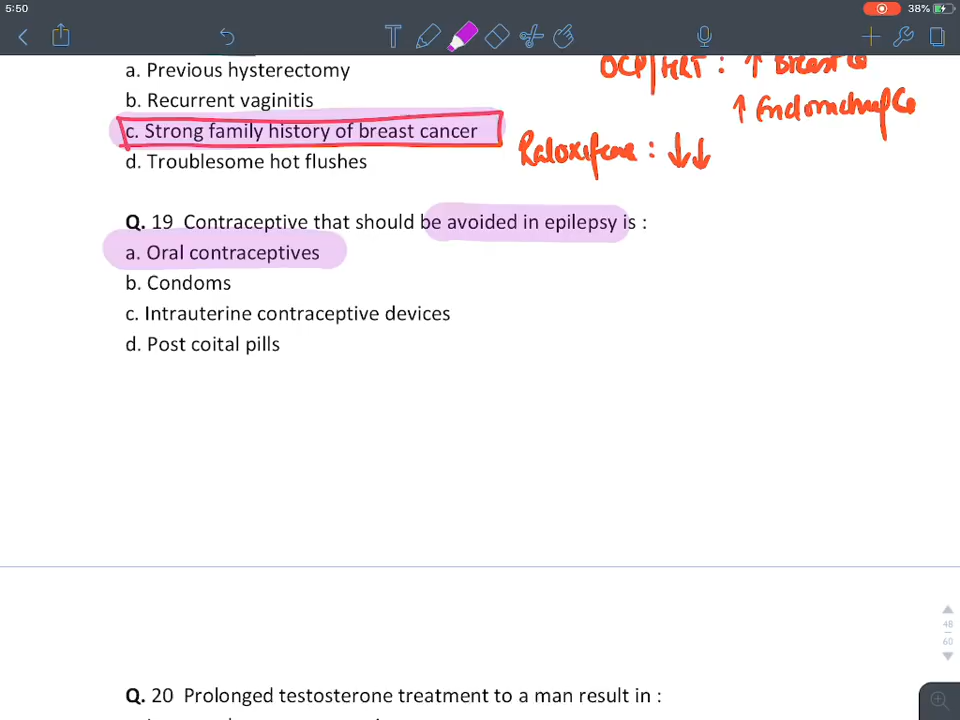 5:50
38%
T
a. Previous hysterectomy
OCP/HRT : ↑ Breast Ca
b. Recurrent vaginitis
↑ Endometrial Ca
c. Strong family history of breast cancer
Raloxifene : ↓↓
d. Troublesome hot flushes
Q. 19 Contraceptive that should be avoided in epilepsy is :
a. Oral contraceptives
b. Condoms
c. Intrauterine contraceptive devices
d. Post coital pills
48
60
Q. 20 Prolonged testosterone treatment to a man result in :